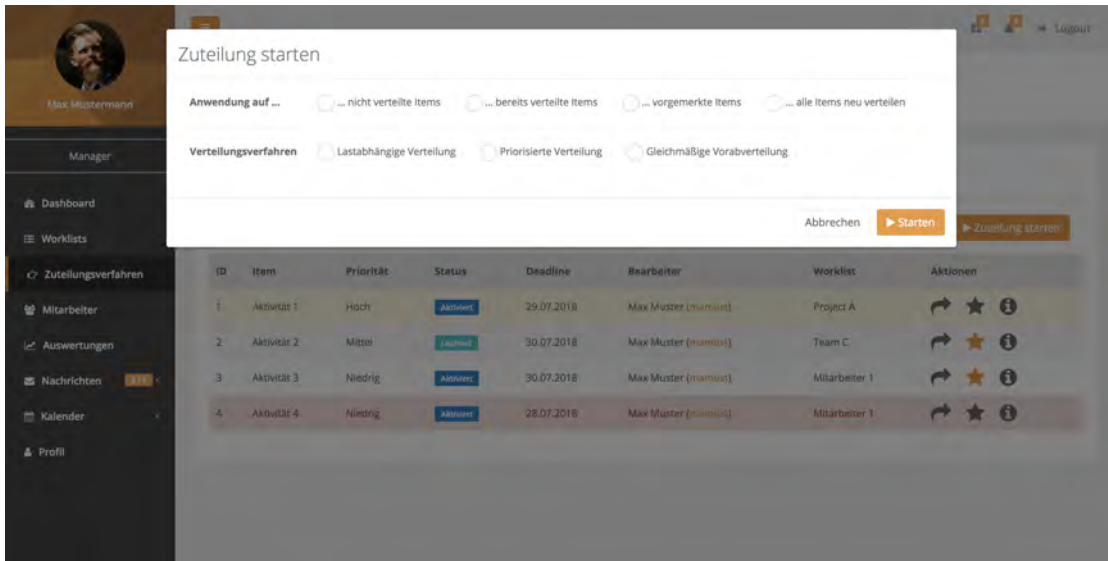 Logout
Zuteilung starten
Max Mustermann
Anwendung auf ... ... nicht verteilte Items ... bereits verteilte Items ... vorgemerkte Items ... alle Items neu verteilen
Manager
Verteilungsverfahren Lastabhängige Verteilung Priorisierte Verteilung Gleichmäßige Vorabverteilung
Dashboard
Abbrechen Starten
Worklists
Zuteilung starten
Zuteilungsverfahren
ID Item Priorität Status Deadline Bearbeiter Worklist Aktionen
Mitarbeiter
1 Aktivität 1 Hoch Aktiviert 29.07.2018 Max Muster (mamust) Project A
Auswertungen
2 Aktivität 2 Mittel 30.07.2018 Max Muster (mamust) Team C
Nachrichten
3 Aktivität 3 Niedrig Aktiviert 30.07.2018 Max Muster (mamust) Mitarbeiter 1
Kalender
4 Aktivität 4 Niedrig Aktiviert 28.07.2018 Max Muster (mamust) Mitarbeiter 1
Profil